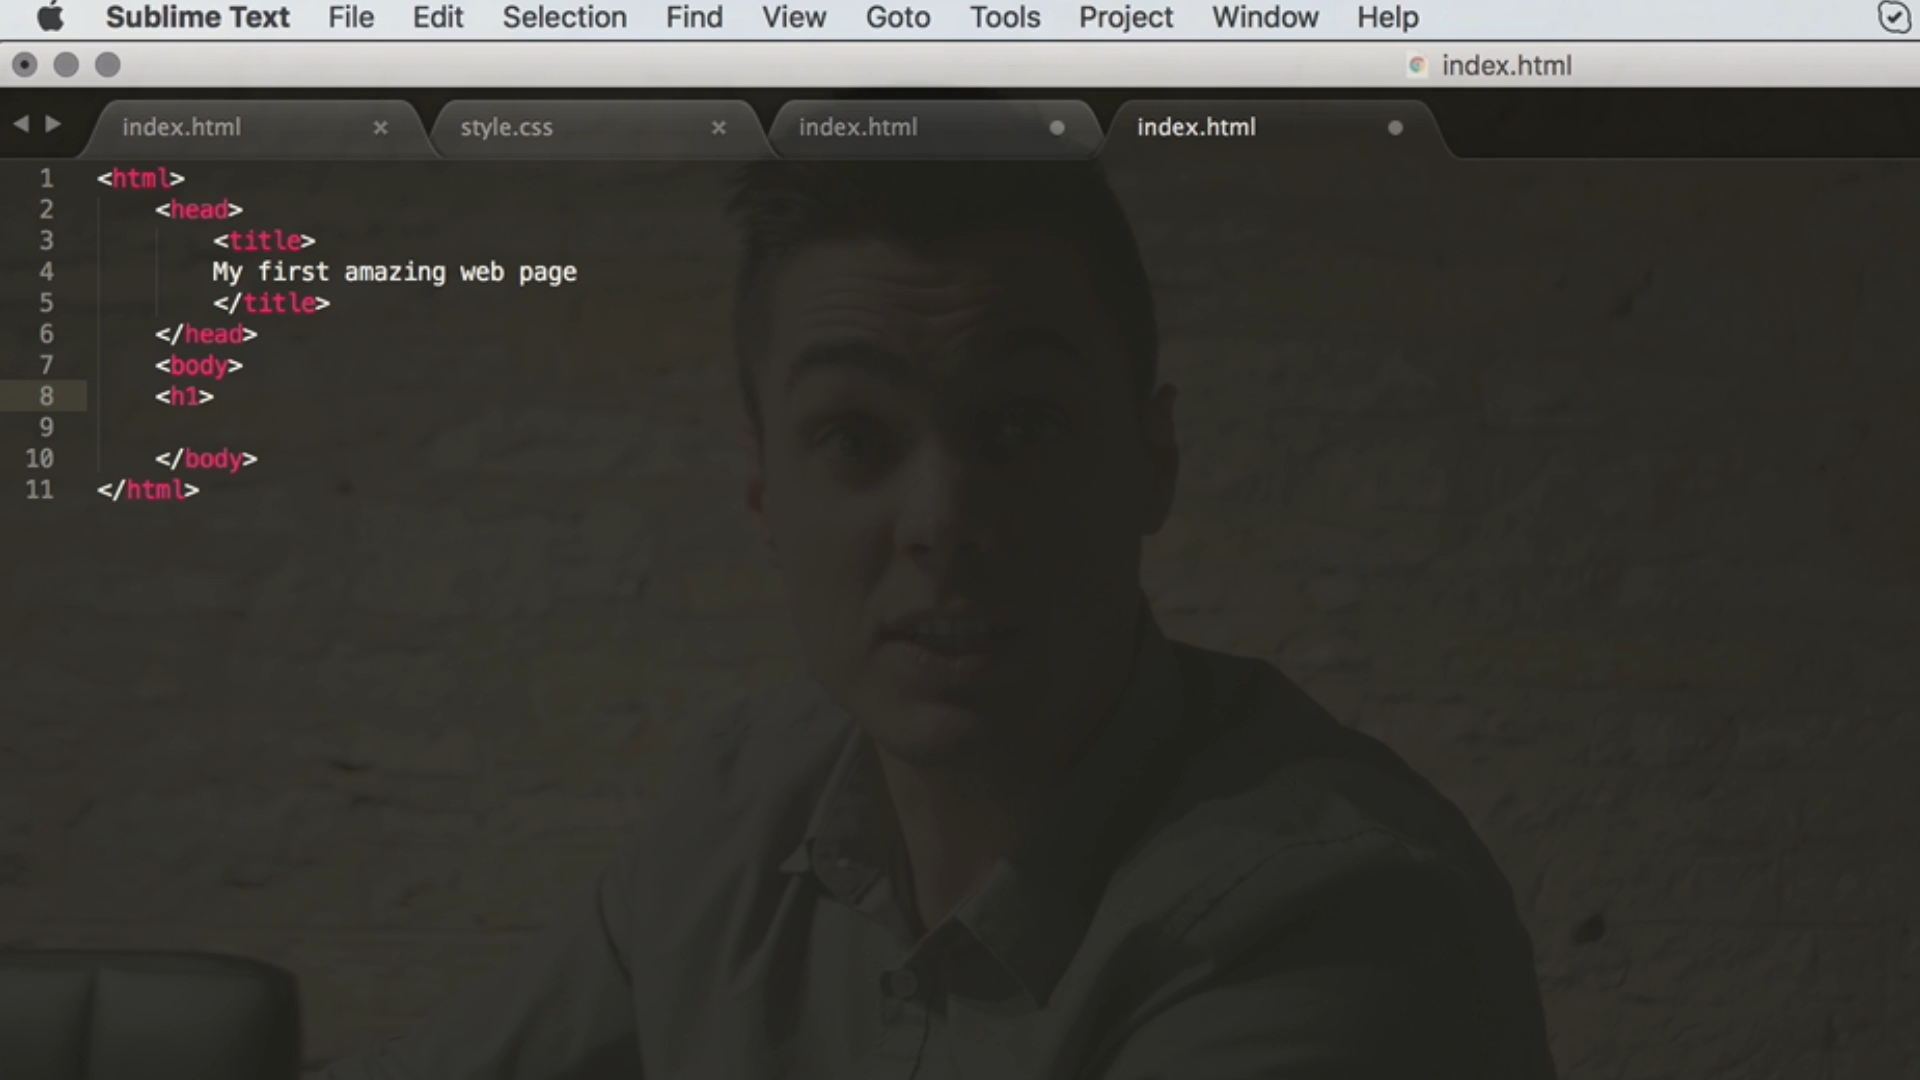 Sublime Text File Edit Selection Find View Goto Tools Project Window Help
index.html
index.html style.css index.html index.html
1 <html>
2 <head>
3 <title>
4 My first amazing web page
5 </title>
6 </head>
7 <body>
8 <h1>
9
10 </body>
11 </html>